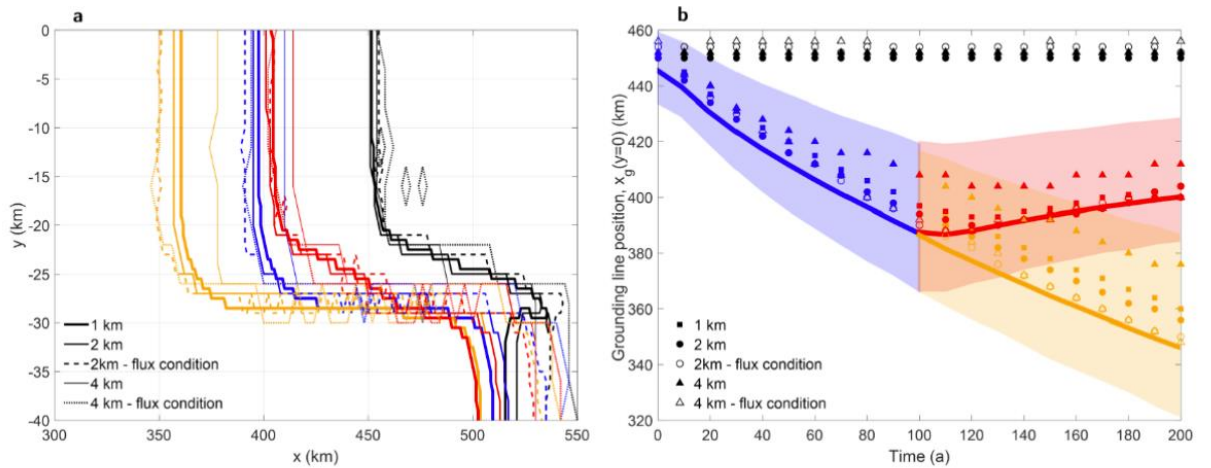 a
0
-5
-10
-15
y (km)
-20
-25
-30
-35
-40
1 km
2 km
2km - flux condition
4 km
4 km - flux condition
300 350 400 450 500 550
x (km)
b
Grounding line position, x_g(y=0) (km)
460
440
420
400
380
360
340
320
1 km
2 km
2km - flux condition
4 km
4 km - flux condition
0 20 40 60 80 100 120 140 160 180 200
Time (a)